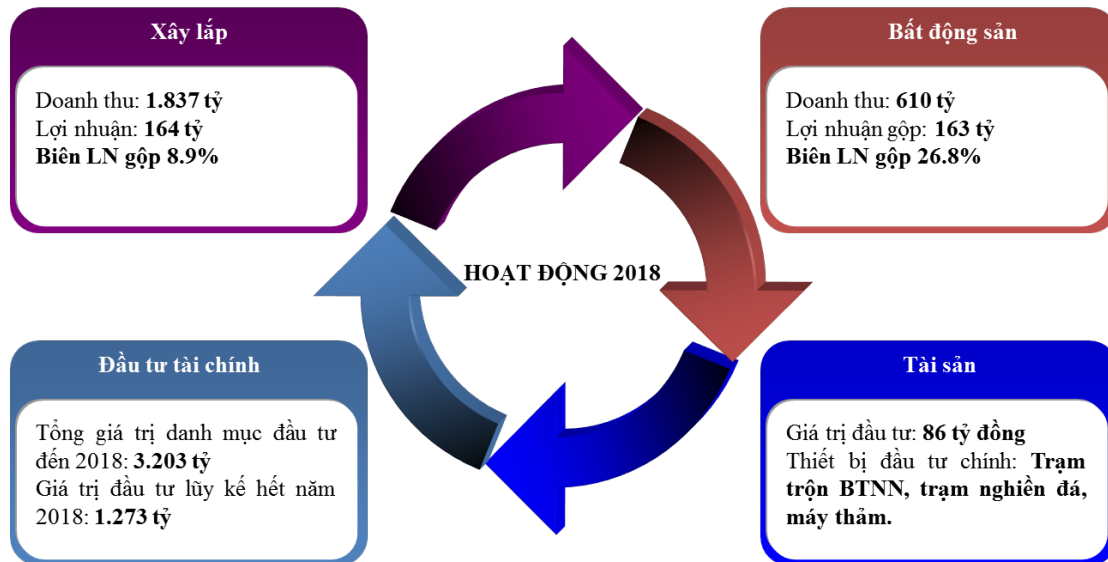 Xây lắp
Doanh thu: 1.837 tỷ
Lợi nhuận: 164 tỷ
Biên LN gộp 8.9%
Bất động sản
Doanh thu: 610 tỷ
Lợi nhuận gộp: 163 tỷ
Biên LN gộp 26.8%
HOẠT ĐỘNG 2018
Đầu tư tài chính
Tổng giá trị danh mục đầu tư
đến 2018: 3.203 tỷ
Giá trị đầu tư lũy kế hết năm
2018: 1.273 tỷ
Tài sản
Giá trị đầu tư: 86 tỷ đồng
Thiết bị đầu tư chính: Trạm
trộn BTNN, trạm nghiền đá,
máy thảm.